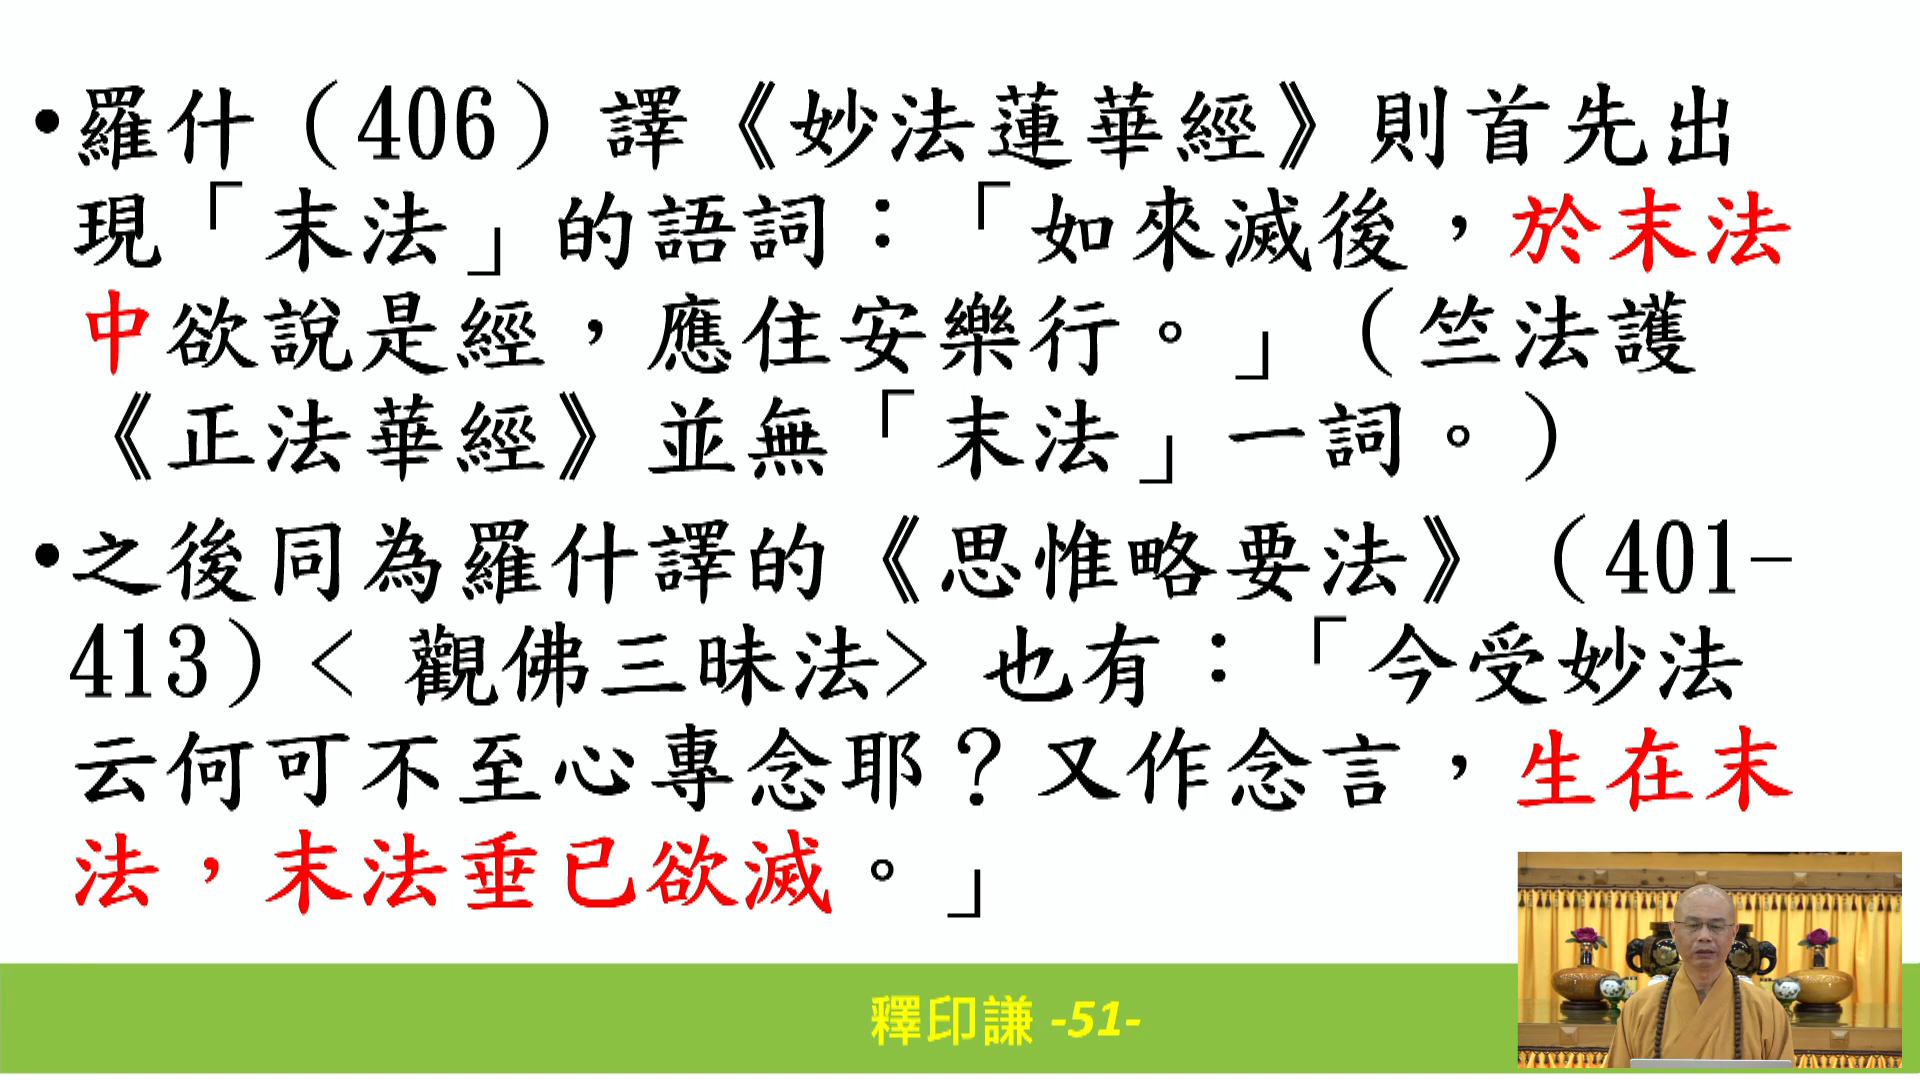 •羅什（406）譯《妙法蓮華經》則首先出
現「末法」的語詞：「如來滅後，於末法
中欲說是經，應住安樂行。」（竺法護
《正法華經》並無「末法」一詞。）
•之後同為羅什譯的《思惟略要法》（401-
413）< 觀佛三昧法> 也有：「今受妙法
云何可不至心專念耶？又作念言，生在末
法，末法垂已欲滅。」
釋印謙 -51-